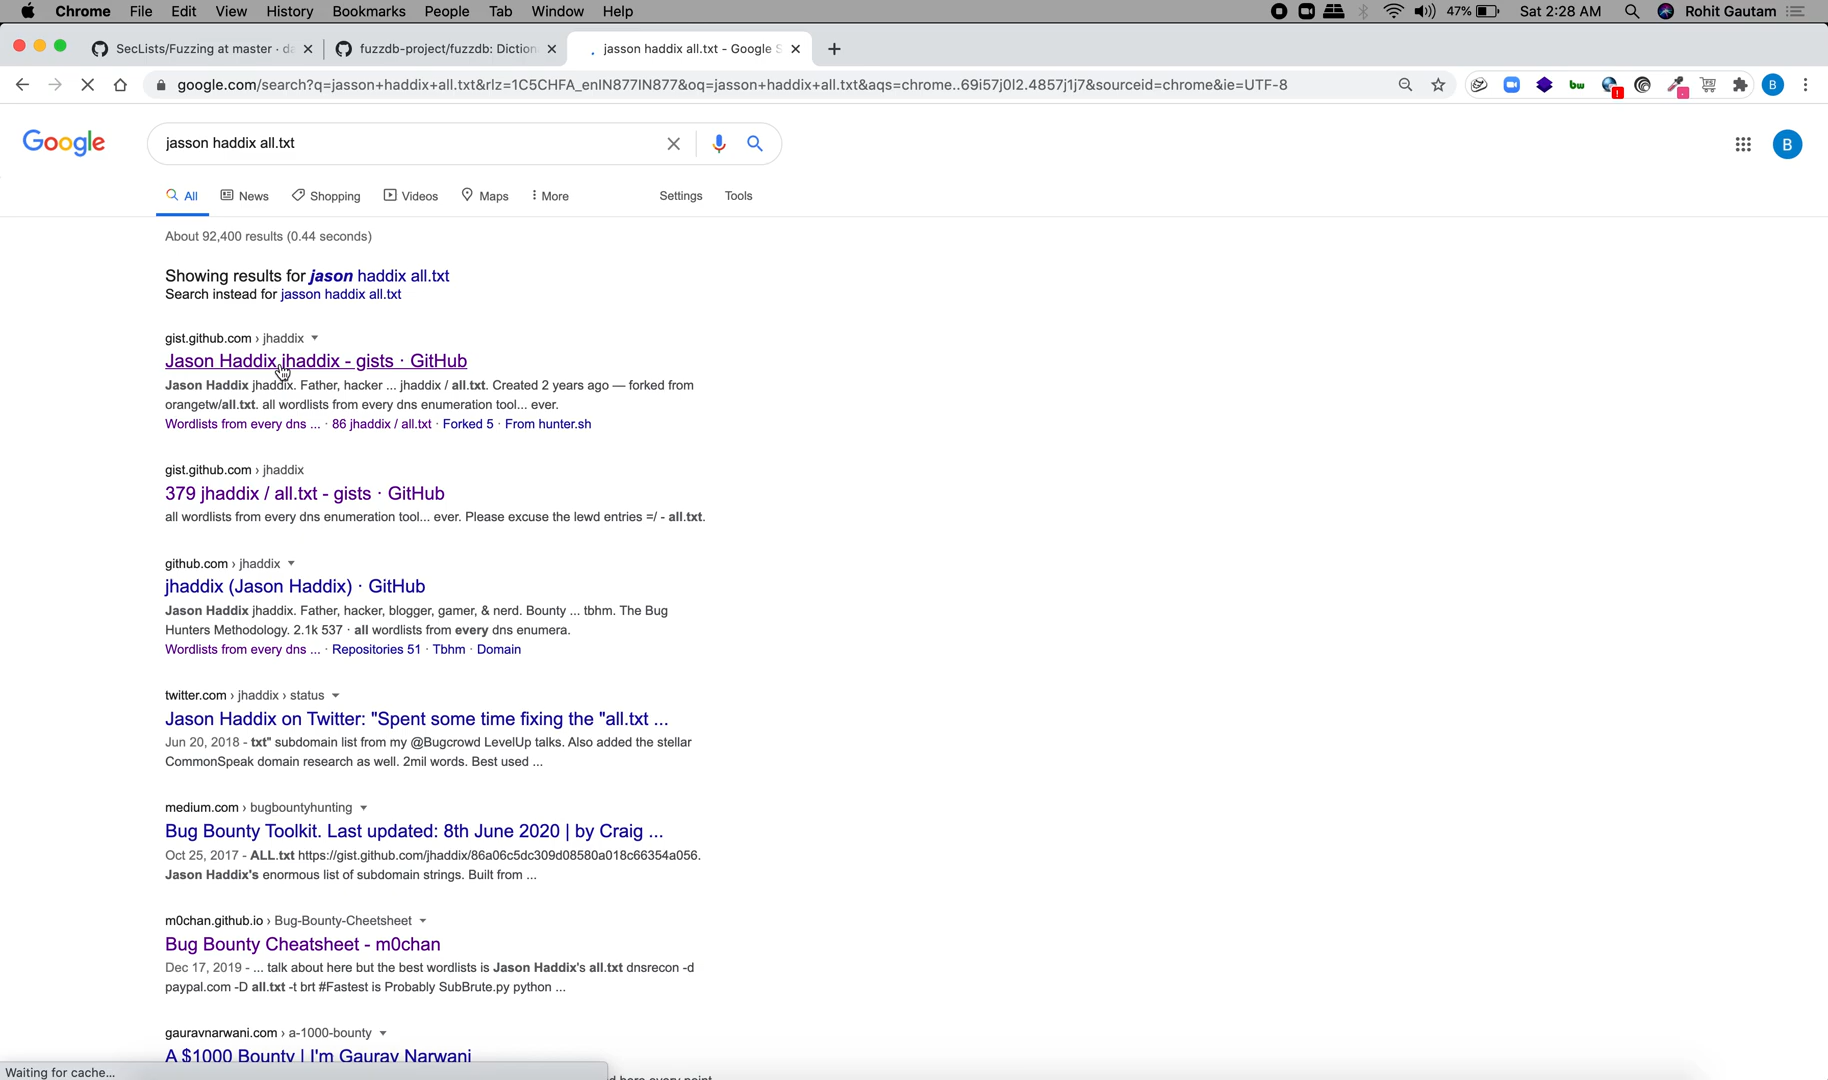 Chrome File Edit View History Bookmarks People Tab Window Help 47% Sat 2:28 AM Rohit Gautam
SecLists/Fuzzing at master · da
fuzzdb-project/fuzzdb: Diction
jasson haddix all.txt - Google S
google.com/search?q=jasson+haddix+all.txt&rlz=1C5CHFA_enIN877IN877&oq=jasson+haddix+all.txt&aqs=chrome..69i57j0l2.4857j1j7&sourceid=chrome&ie=UTF-8
Google
jasson haddix all.txt
B
All News Shopping Videos Maps More Settings Tools
About 92,400 results (0.44 seconds)
Showing results for jason haddix all.txt
Search instead for jasson haddix all.txt
gist.github.com › jhaddix
Jason Haddix jhaddix - gists · GitHub
Jason Haddix jhaddix. Father, hacker ... jhaddix / all.txt. Created 2 years ago — forked from
orangetw/all.txt. all wordlists from every dns enumeration tool... ever.
Wordlists from every dns ... · 86 jhaddix / all.txt · Forked 5 · From hunter.sh
gist.github.com › jhaddix
379 jhaddix / all.txt - gists · GitHub
all wordlists from every dns enumeration tool... ever. Please excuse the lewd entries =/ - all.txt.
github.com › jhaddix
jhaddix (Jason Haddix) · GitHub
Jason Haddix jhaddix. Father, hacker, blogger, gamer, & nerd. Bounty ... tbhm. The Bug
Hunters Methodology. 2.1k 537 · all wordlists from every dns enumera.
Wordlists from every dns ... · Repositories 51 · Tbhm · Domain
twitter.com › jhaddix › status
Jason Haddix on Twitter: "Spent some time fixing the "all.txt ...
Jun 20, 2018 - txt" subdomain list from my @Bugcrowd LevelUp talks. Also added the stellar
CommonSpeak domain research as well. 2mil words. Best used ...
medium.com › bugbountyhunting
Bug Bounty Toolkit. Last updated: 8th June 2020 | by Craig ...
Oct 25, 2017 - ALL.txt https://gist.github.com/jhaddix/86a06c5dc309d08580a018c66354a056.
Jason Haddix's enormous list of subdomain strings. Built from ...
m0chan.github.io › Bug-Bounty-Cheetsheet
Bug Bounty Cheatsheet - m0chan
Dec 17, 2019 - ... talk about here but the best wordlists is Jason Haddix's all.txt dnsrecon -d
paypal.com -D all.txt -t brt #Fastest is Probably SubBrute.py python ...
gauravnarwani.com › a-1000-bounty
A $1000 Bounty | I'm Gaurav Narwani
Waiting for cache...